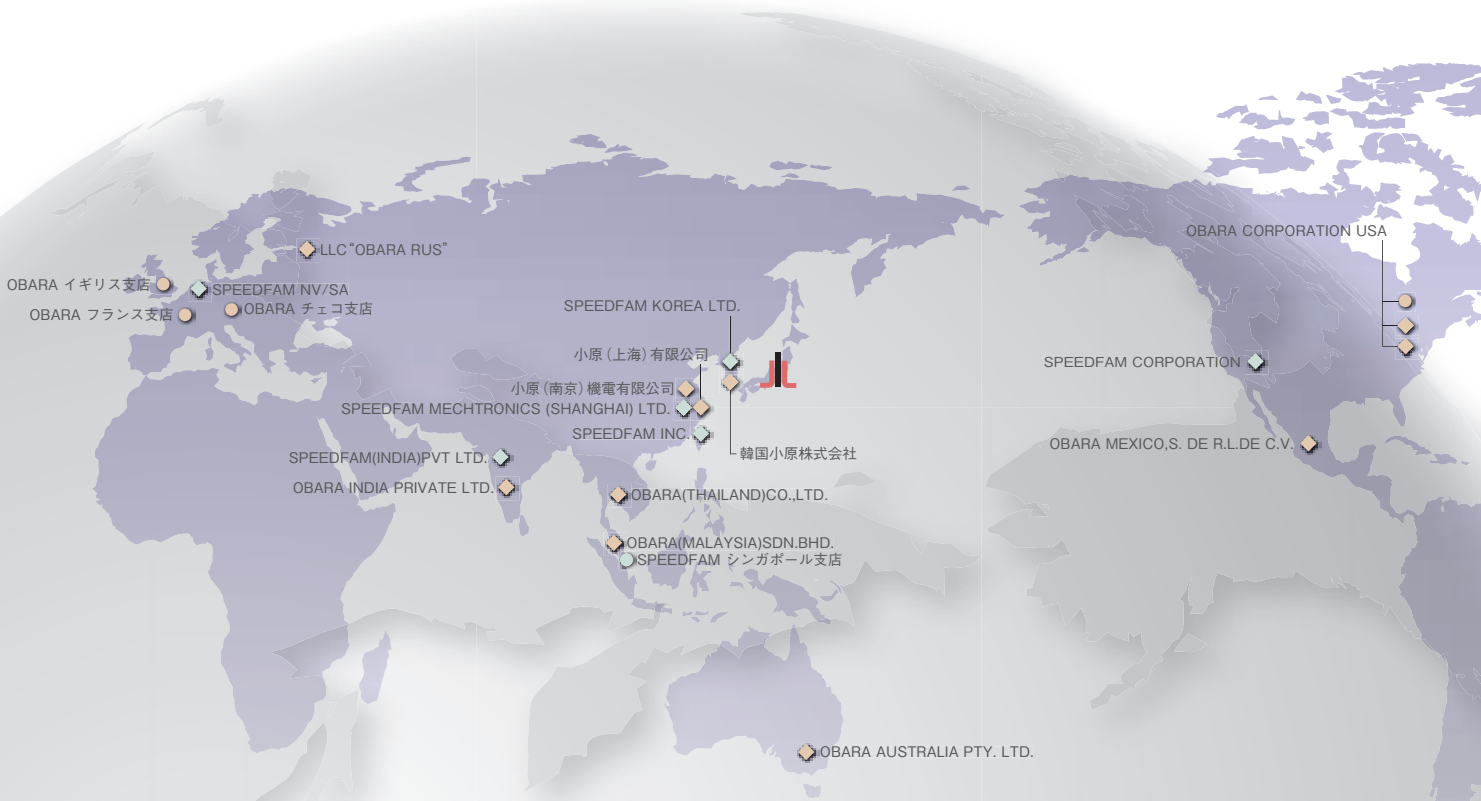 OBARA CORPORATION USA
LLC“OBARA RUS”
OBARA イギリス支店
SPEEDFAM NV/SA
OBARA フランス支店
OBARA チェコ支店
SPEEDFAM KOREA LTD.
小原（上海）有限公司
SPEEDFAM CORPORATION
小原（南京）機電有限公司
SPEEDFAM MECHTRONICS (SHANGHAI) LTD.
SPEEDFAM INC.
OBARA MEXICO,S. DE R.L.DE C.V.
韓国小原株式会社
SPEEDFAM(INDIA)PVT LTD.
OBARA INDIA PRIVATE LTD.
OBARA(THAILAND)CO.,LTD.
OBARA(MALAYSIA)SDN.BHD.
SPEEDFAM シンガポール支店
OBARA AUSTRALIA PTY. LTD.